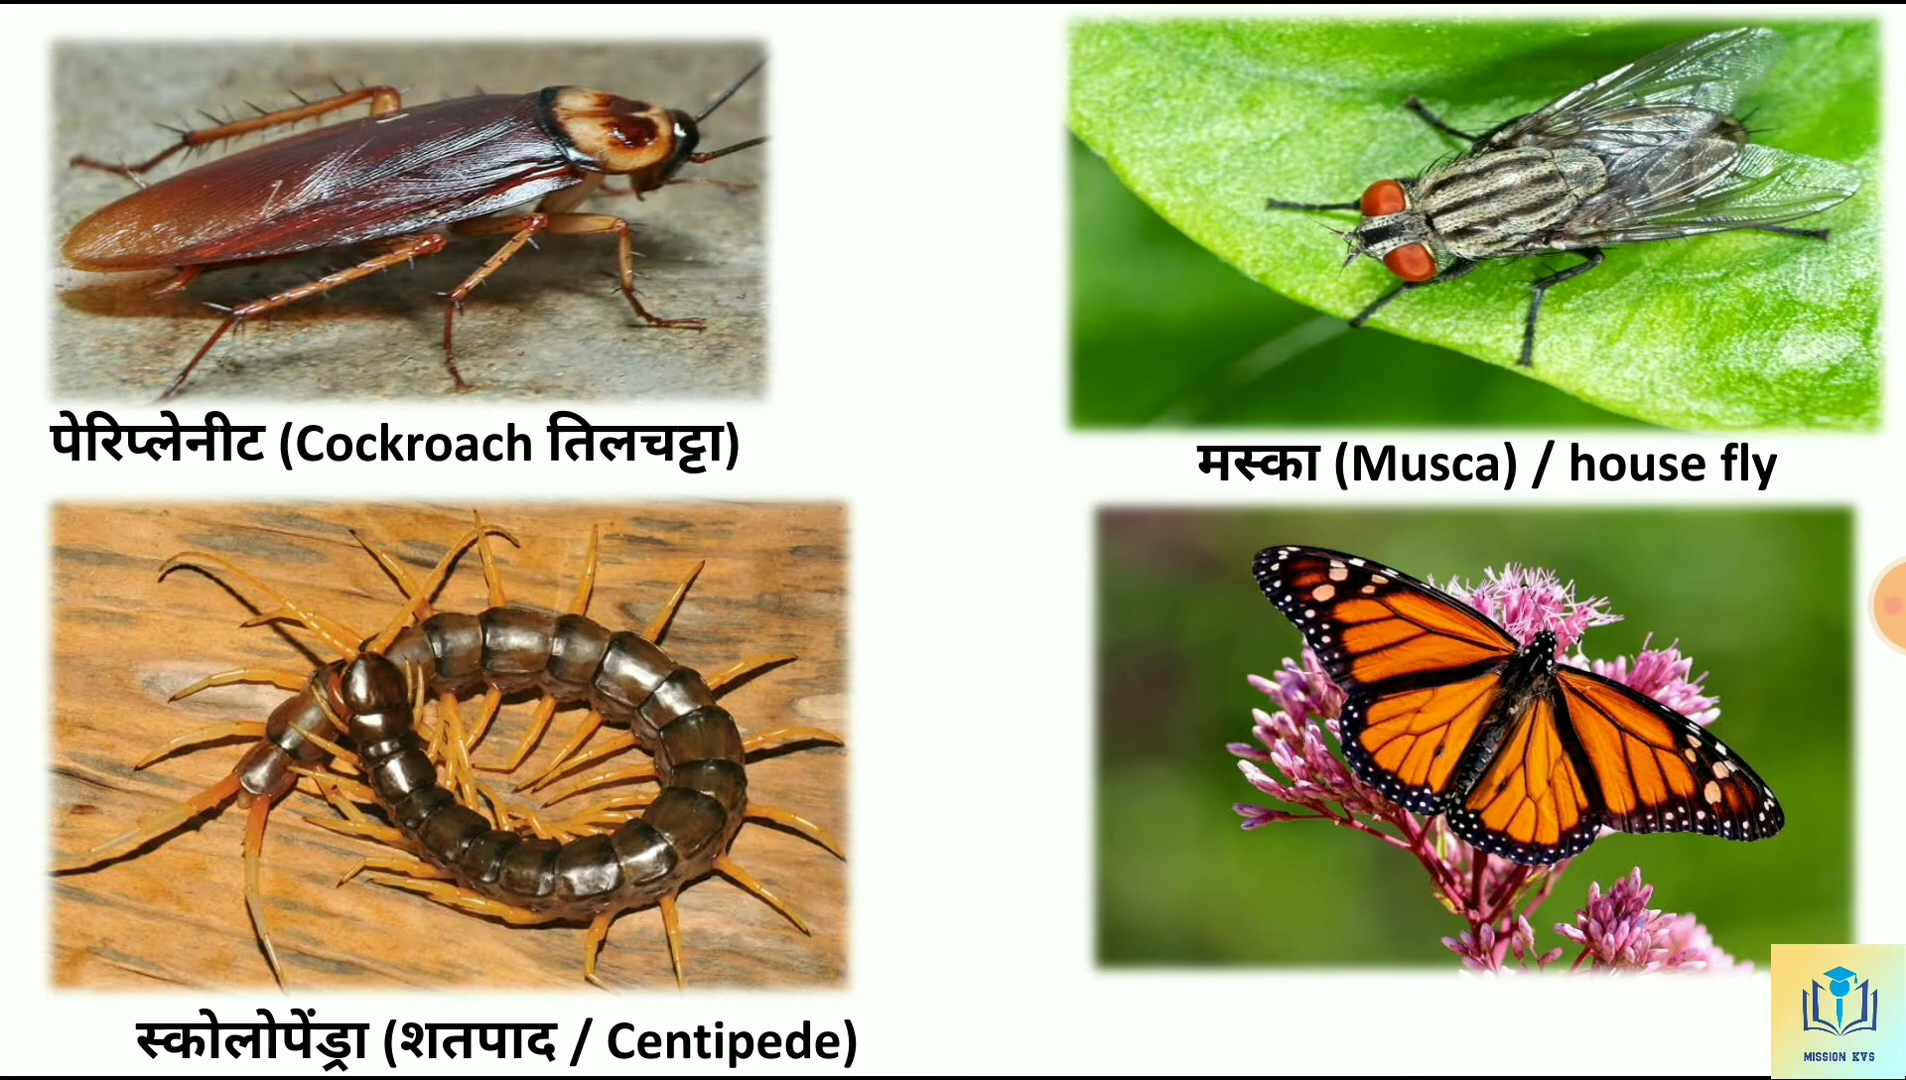 पेरिप्लेनीट (Cockroach तिलचट्टा)
मस्का (Musca) / house fly
स्कोलोपेंड्रा (शतपाद / Centipede)
MISSION KVS